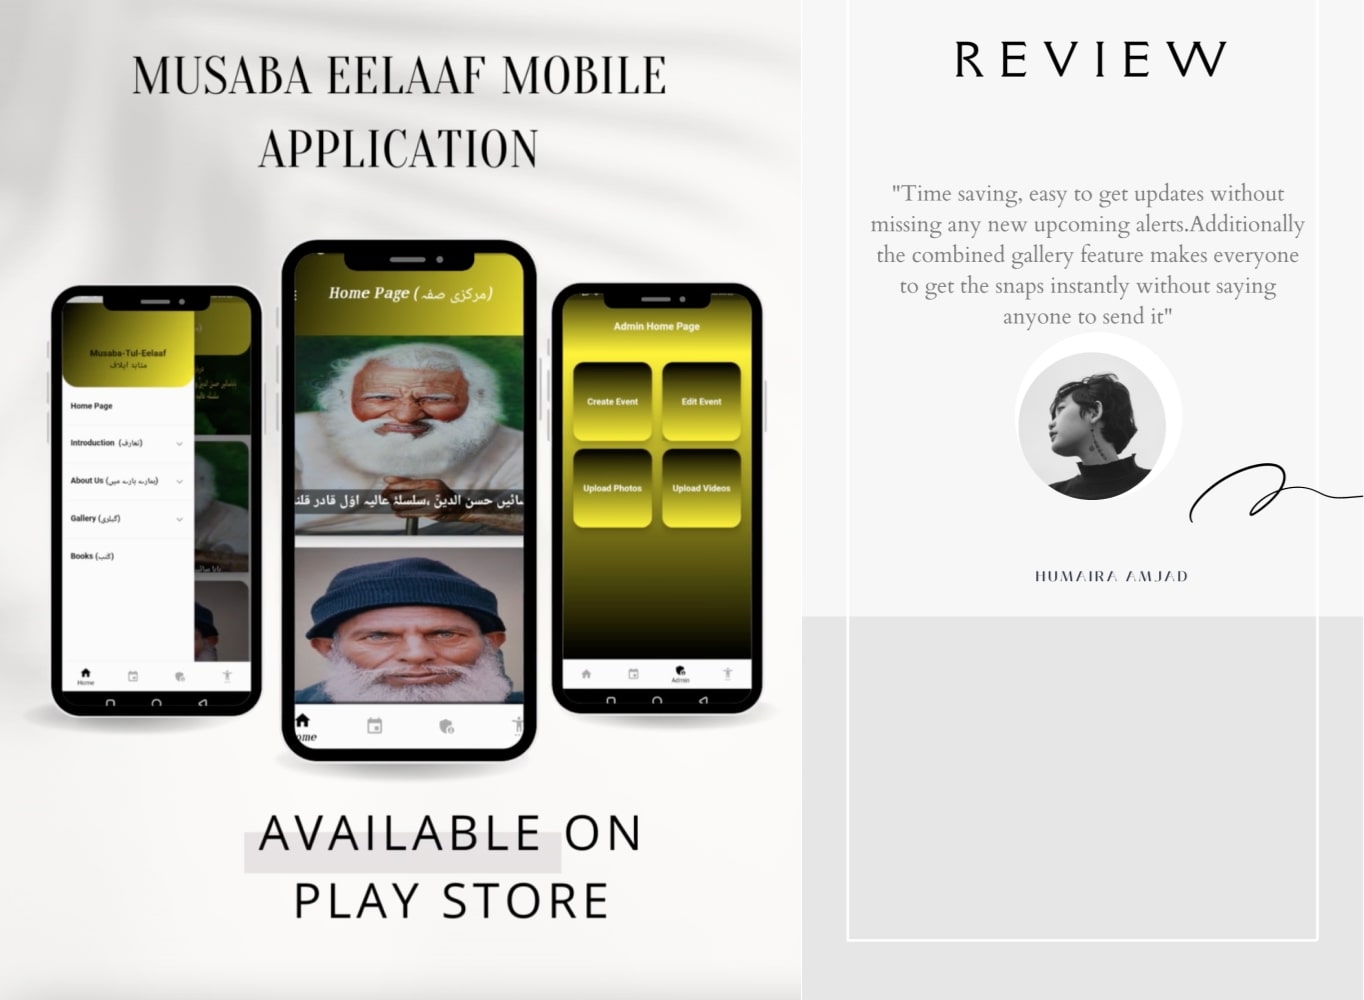 MUSABA EELAAF MOBILE
APPLICATION
Musaba-Tul-Eelaaf
مثابة ایلاف
Home Page
Introduction (تعارف)
About Us (ہمارے بارے میں)
Gallery (گیلری)
Books (کتب)
Home
Home Page (مرکزی صفہ)
سائیں حسن الدینؒ ،سلسلۂ عالیہ اوّل قادر قلند
ome
Admin Home Page
Create Event
Edit Event
Upload Photos
Upload Videos
Admin
AVAILABLE ON
PLAY STORE
REVIEW
"Time saving, easy to get updates without
missing any new upcoming alerts.Additionally
the combined gallery feature makes everyone
to get the snaps instantly without saying
anyone to send it"
HUMAIRA AMJAD